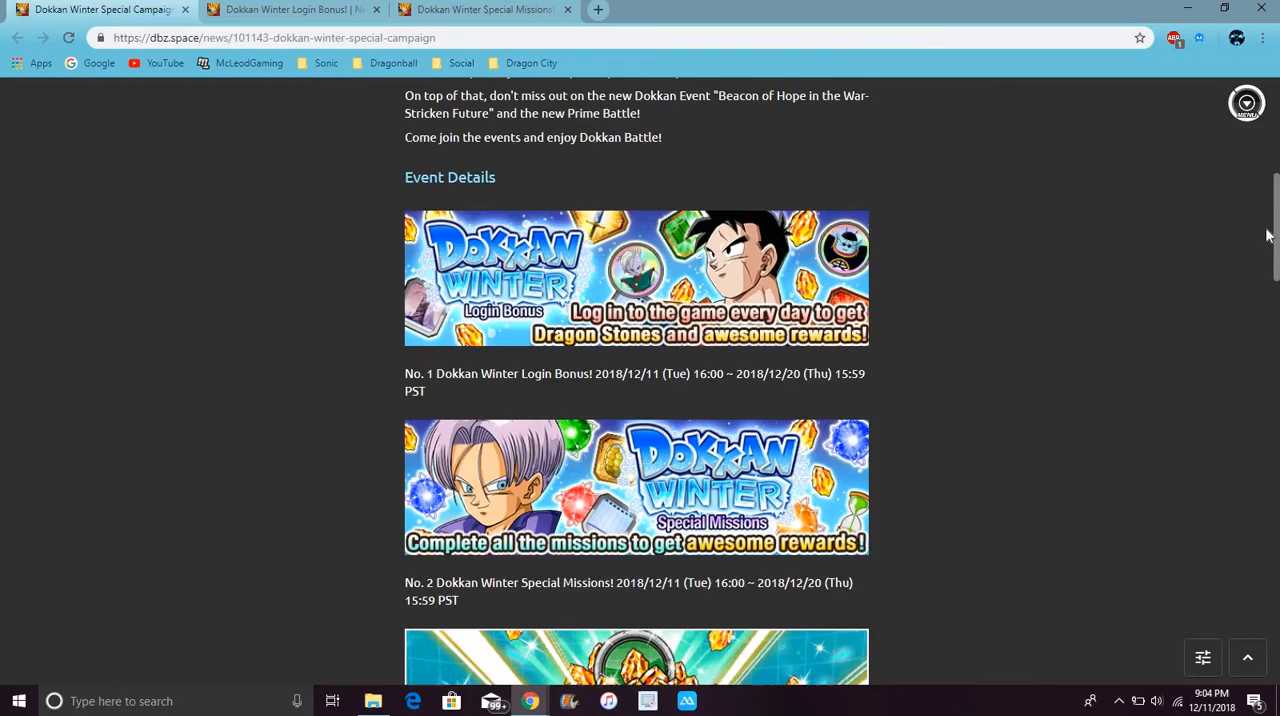 Dokkan Winter Special Campaign
Dokkan Winter Login Bonus! | Ne
Dokkan Winter Special Missions!
https://dbz.space/news/101143-dokkan-winter-special-campaign
ABP
1
Apps
Google
YouTube
McLeodGaming
Sonic
Dragonball
Social
Dragon City
On top of that, don't miss out on the new Dokkan Event "Beacon of Hope in the War-
Stricken Future" and the new Prime Battle!
MENU
Come join the events and enjoy Dokkan Battle!
Event Details
DOKKAN
WINTER
Login Bonus
Log in to the game every day to get
Dragon Stones and awesome rewards!
No. 1 Dokkan Winter Login Bonus! 2018/12/11 (Tue) 16:00 ~ 2018/12/20 (Thu) 15:59
PST
DOKKAN
WINTER
Special Missions
Complete all the missions to get awesome rewards!
No. 2 Dokkan Winter Special Missions! 2018/12/11 (Tue) 16:00 ~ 2018/12/20 (Thu)
15:59 PST
Type here to search
99+
9:04 PM
12/11/2018
5